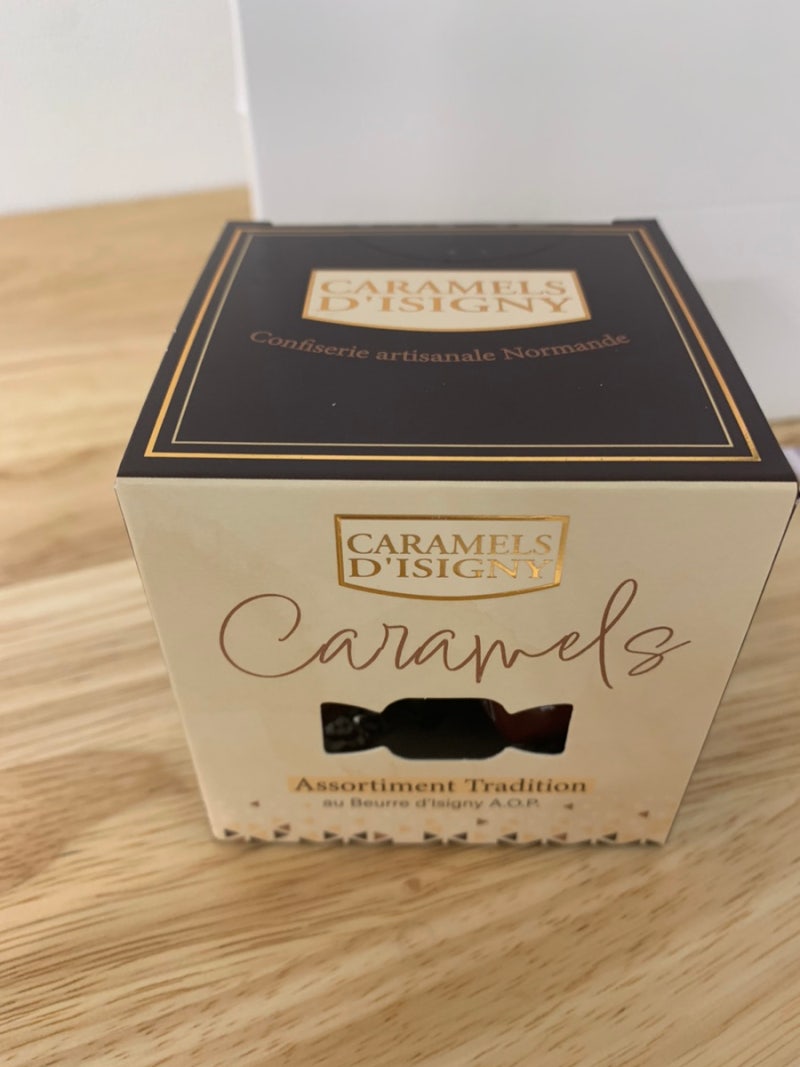 CARAMELS
D'ISIGNY
Confiserie artisanale Normande
CARAMELS
D'ISIGNY
Caramels
Assortiment Tradition
au Beurre d'Isigny A.O.P.